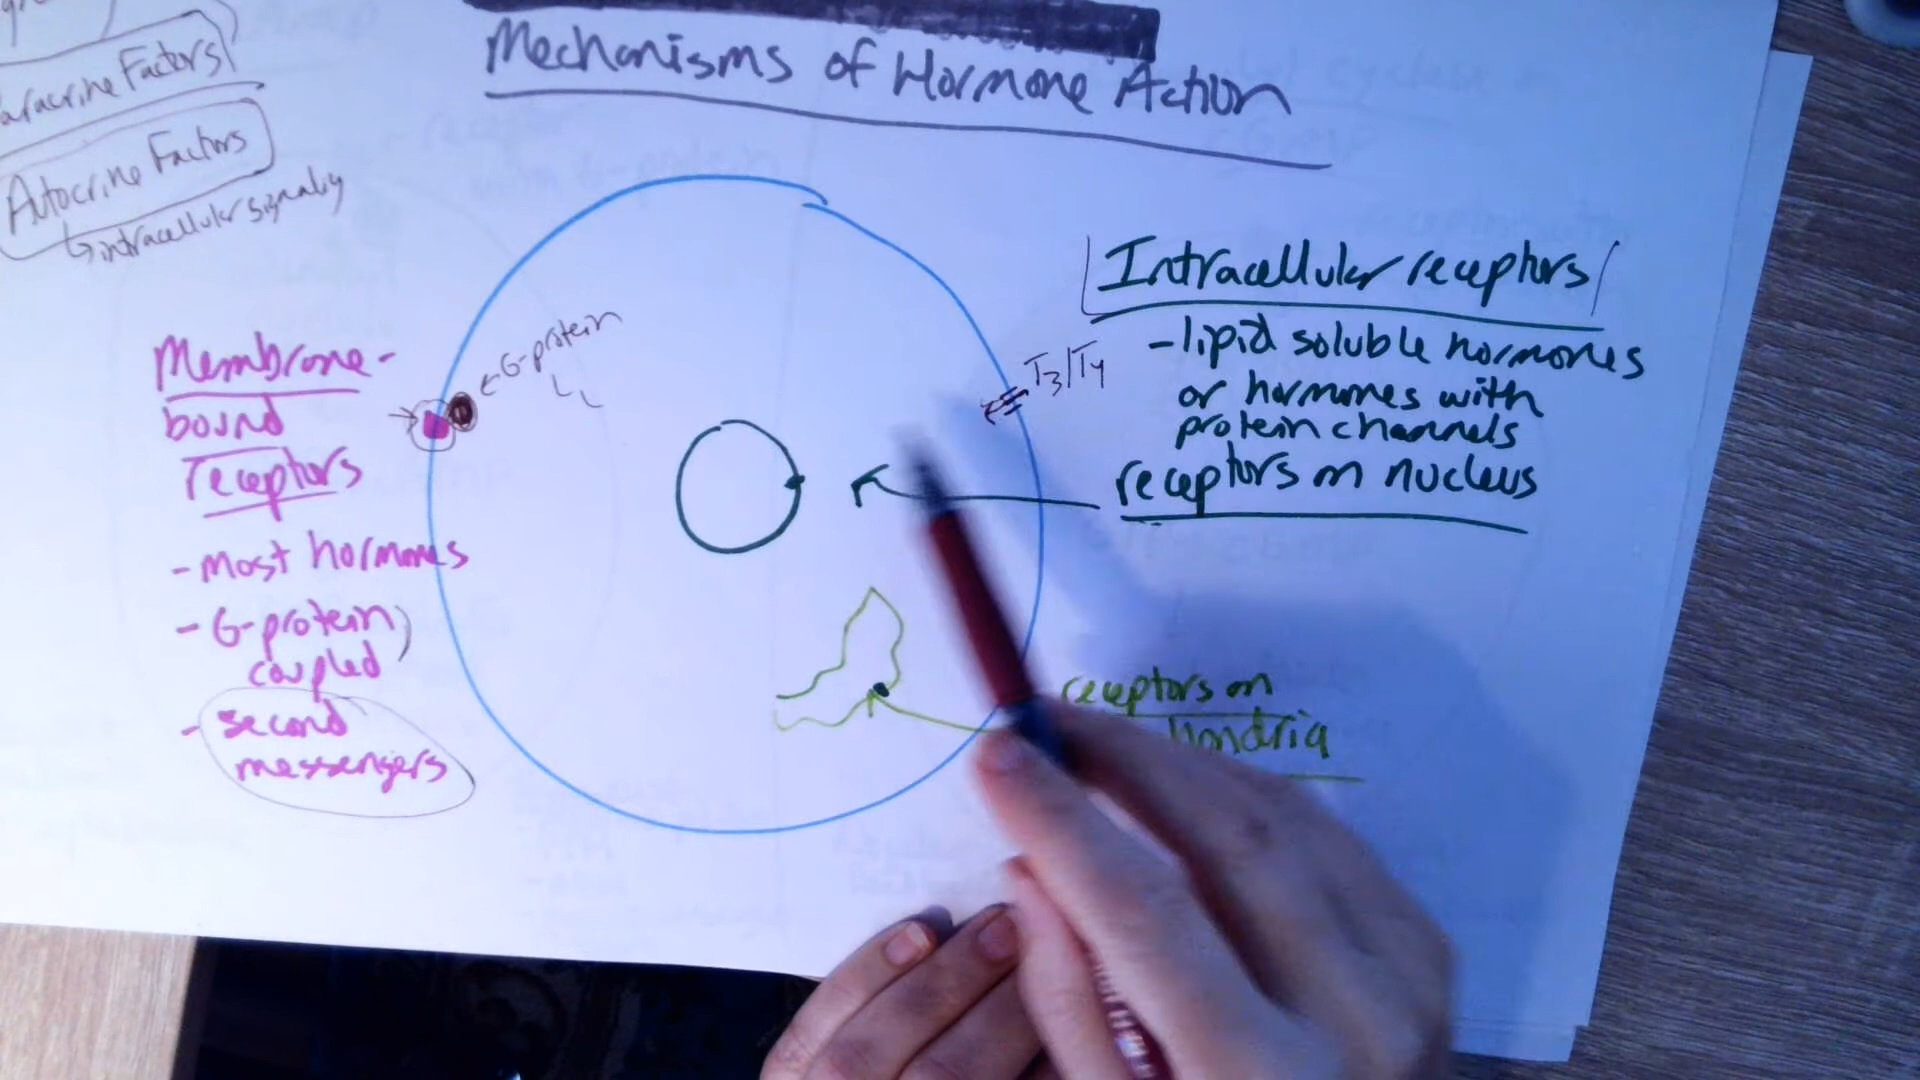 Paracrine Factors
Autocrine Factors
intracellular signaling
Mechanisms of Hormone Action
Membrane-
bound
receptors
- most hormones
- G-protein
coupled
- second
messengers
G-protein
T3/T4
Intracellular receptors
- lipid soluble hormones
or hormones with
protein channels
receptors on nucleus
receptors on
hondria